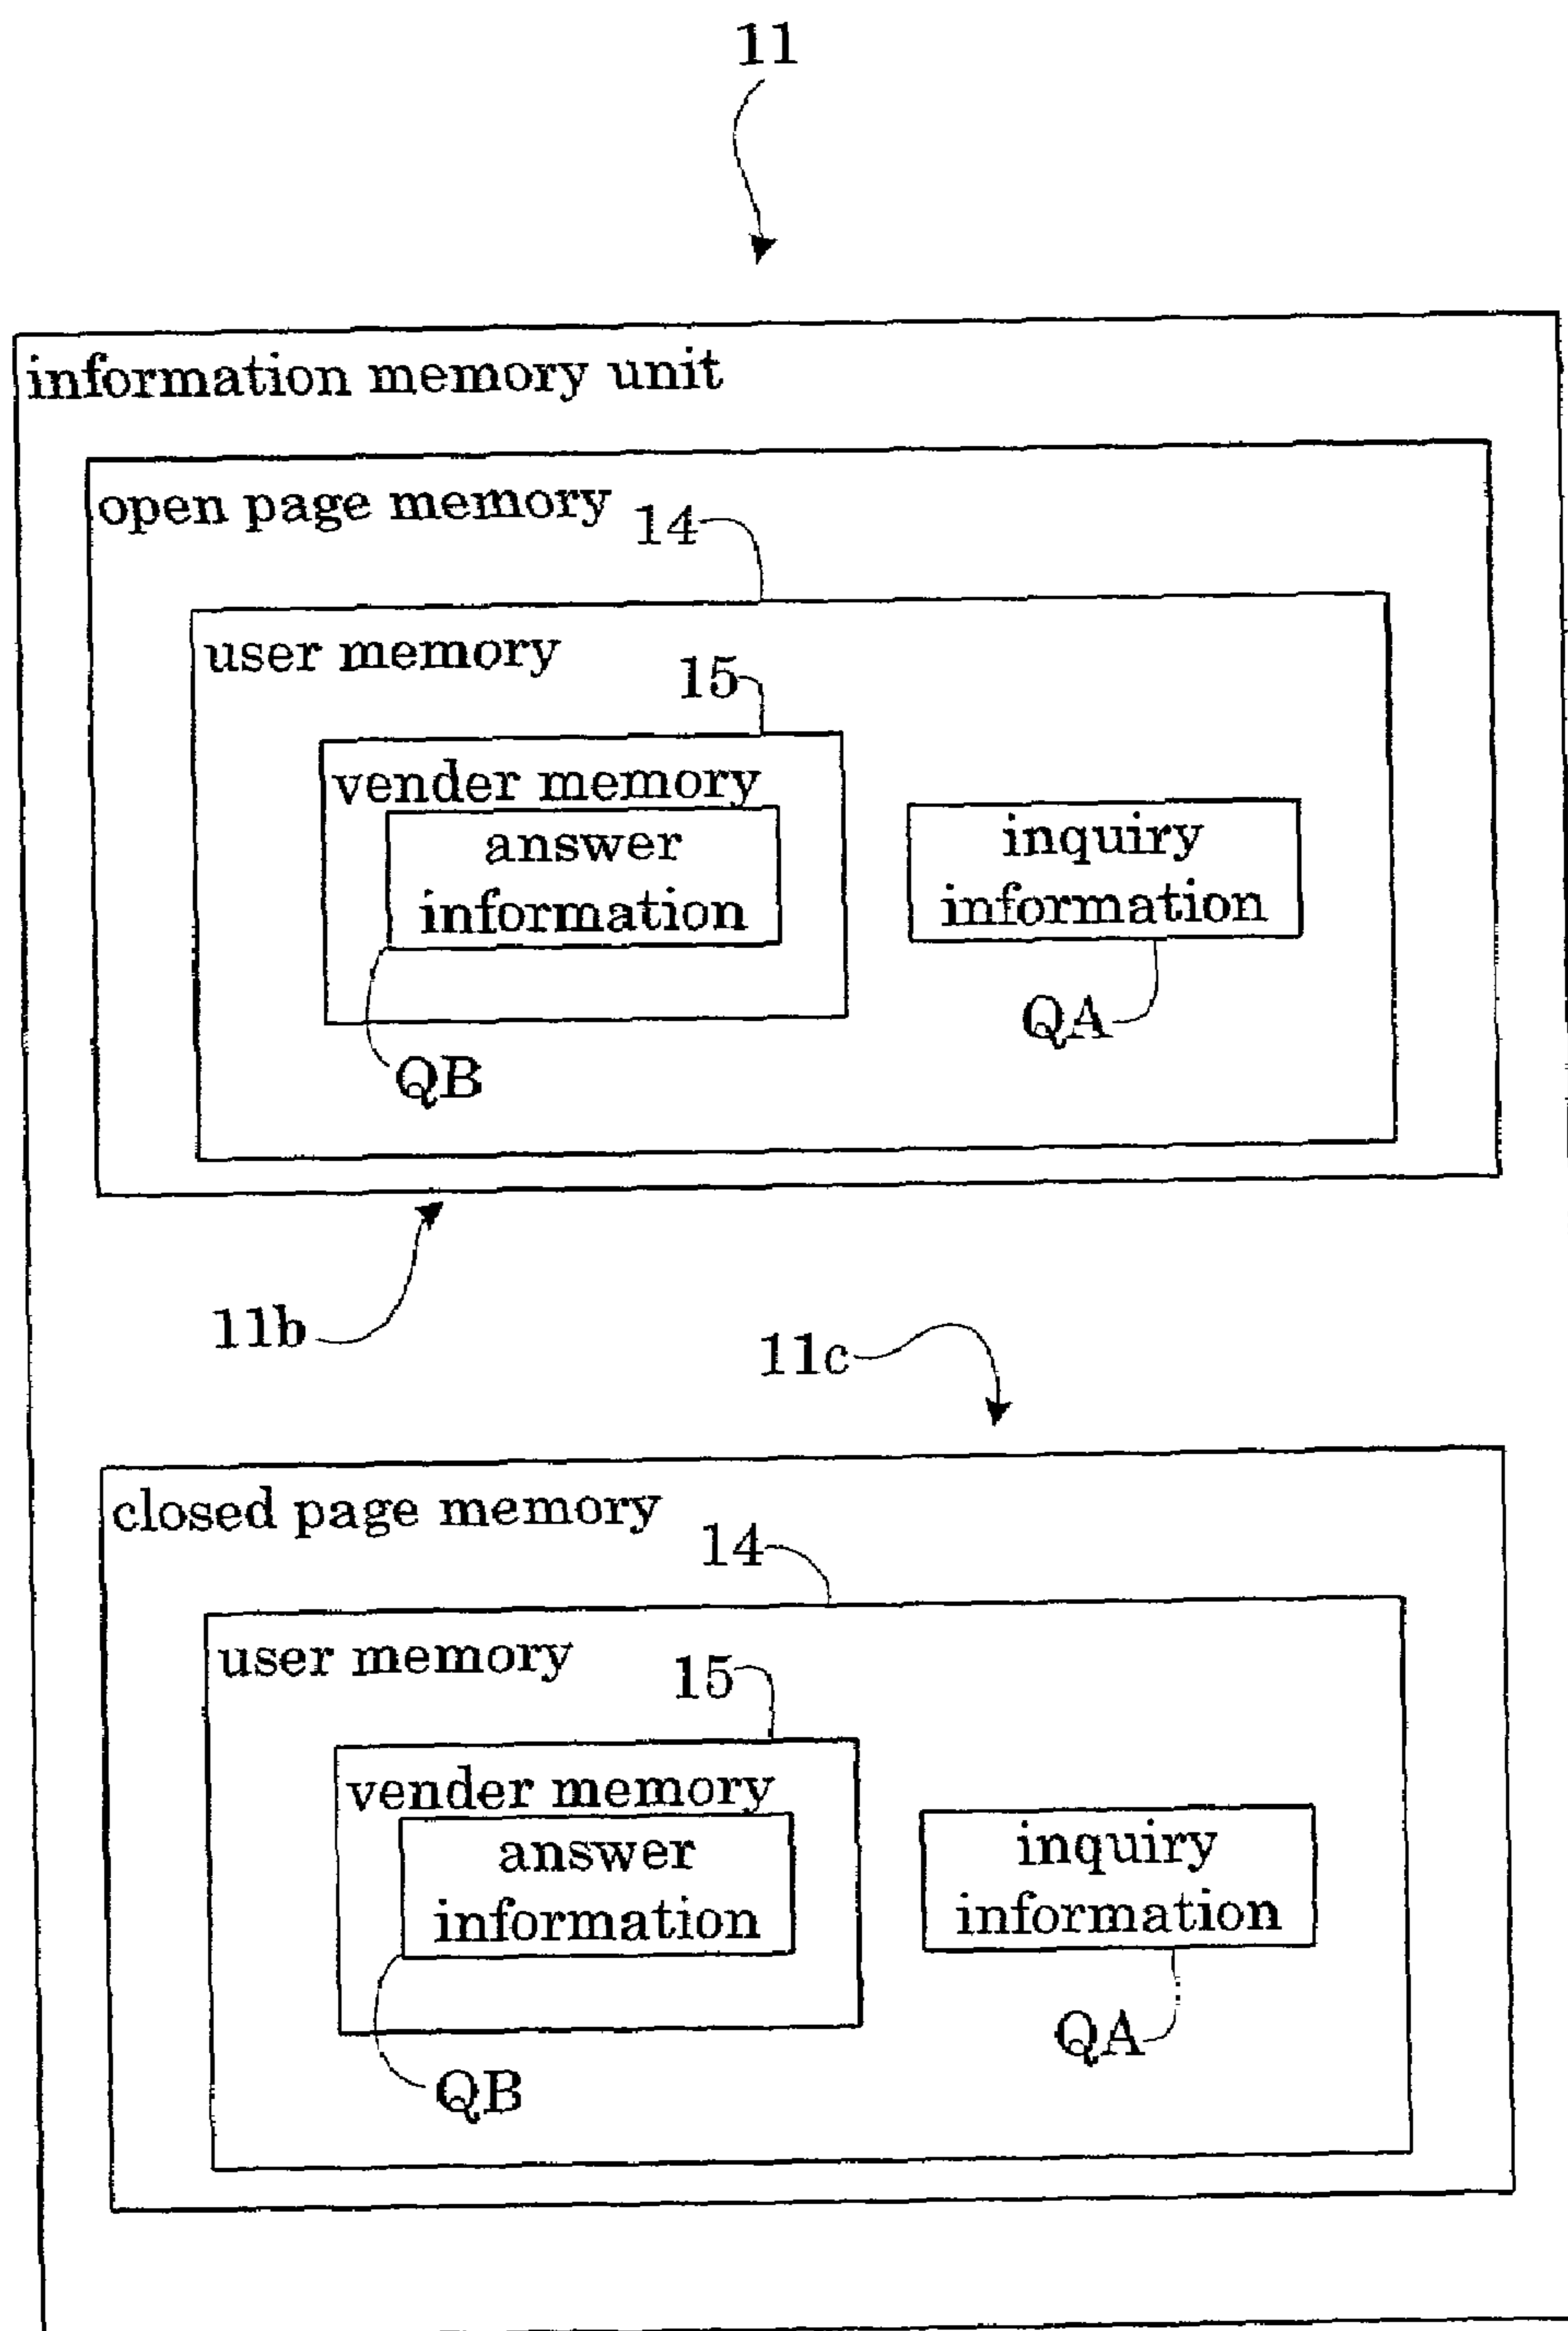 11
information memory unit
open page memory
14
user memory
15
vender memory
answer
information
inquiry
information
QA
QB
11b
11c
closed page memory
14
user memory
15
vender memory
answer
information
inquiry
information
QA
QB